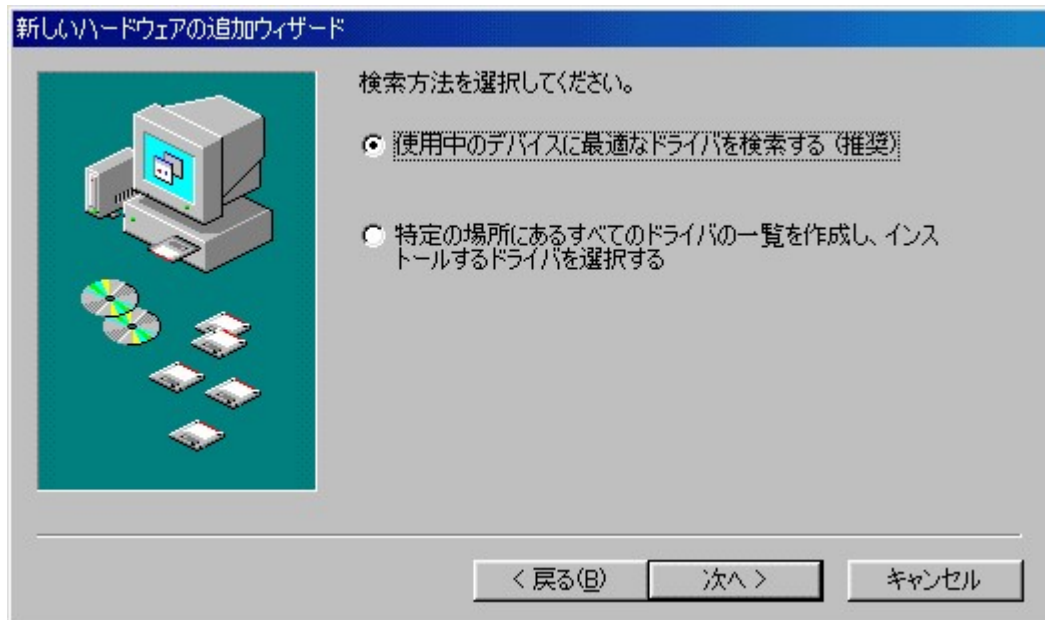 新しいハードウェアの追加ウィザード
検索方法を選択してください。
使用中のデバイスに最適なドライバを検索する (推奨)
特定の場所にあるすべてのドライバの一覧を作成し、インス
トールするドライバを選択する
< 戻る(B)
次へ >
キャンセル